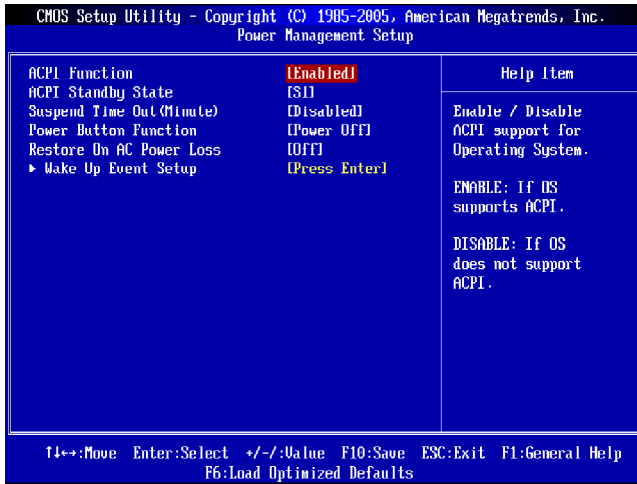 CMOS Setup Utility - Copyright (C) 1985-2005, American Megatrends, Inc.
Power Management Setup
ACPI Function [Enabled]
ACPI Standby State [S1]
Suspend Time Out(Minute) [Disabled]
Power Button Function [Power Off]
Restore On AC Power Loss [Off]
▶ Wake Up Event Setup [Press Enter]
Help Item
Enable / Disable
ACPI support for
Operating System.
ENABLE: If OS
supports ACPI.
DISABLE: If OS
does not support
ACPI.
↑↓←→:Move Enter:Select +/-/:Value F10:Save ESC:Exit F1:General Help
F6:Load Optimized Defaults